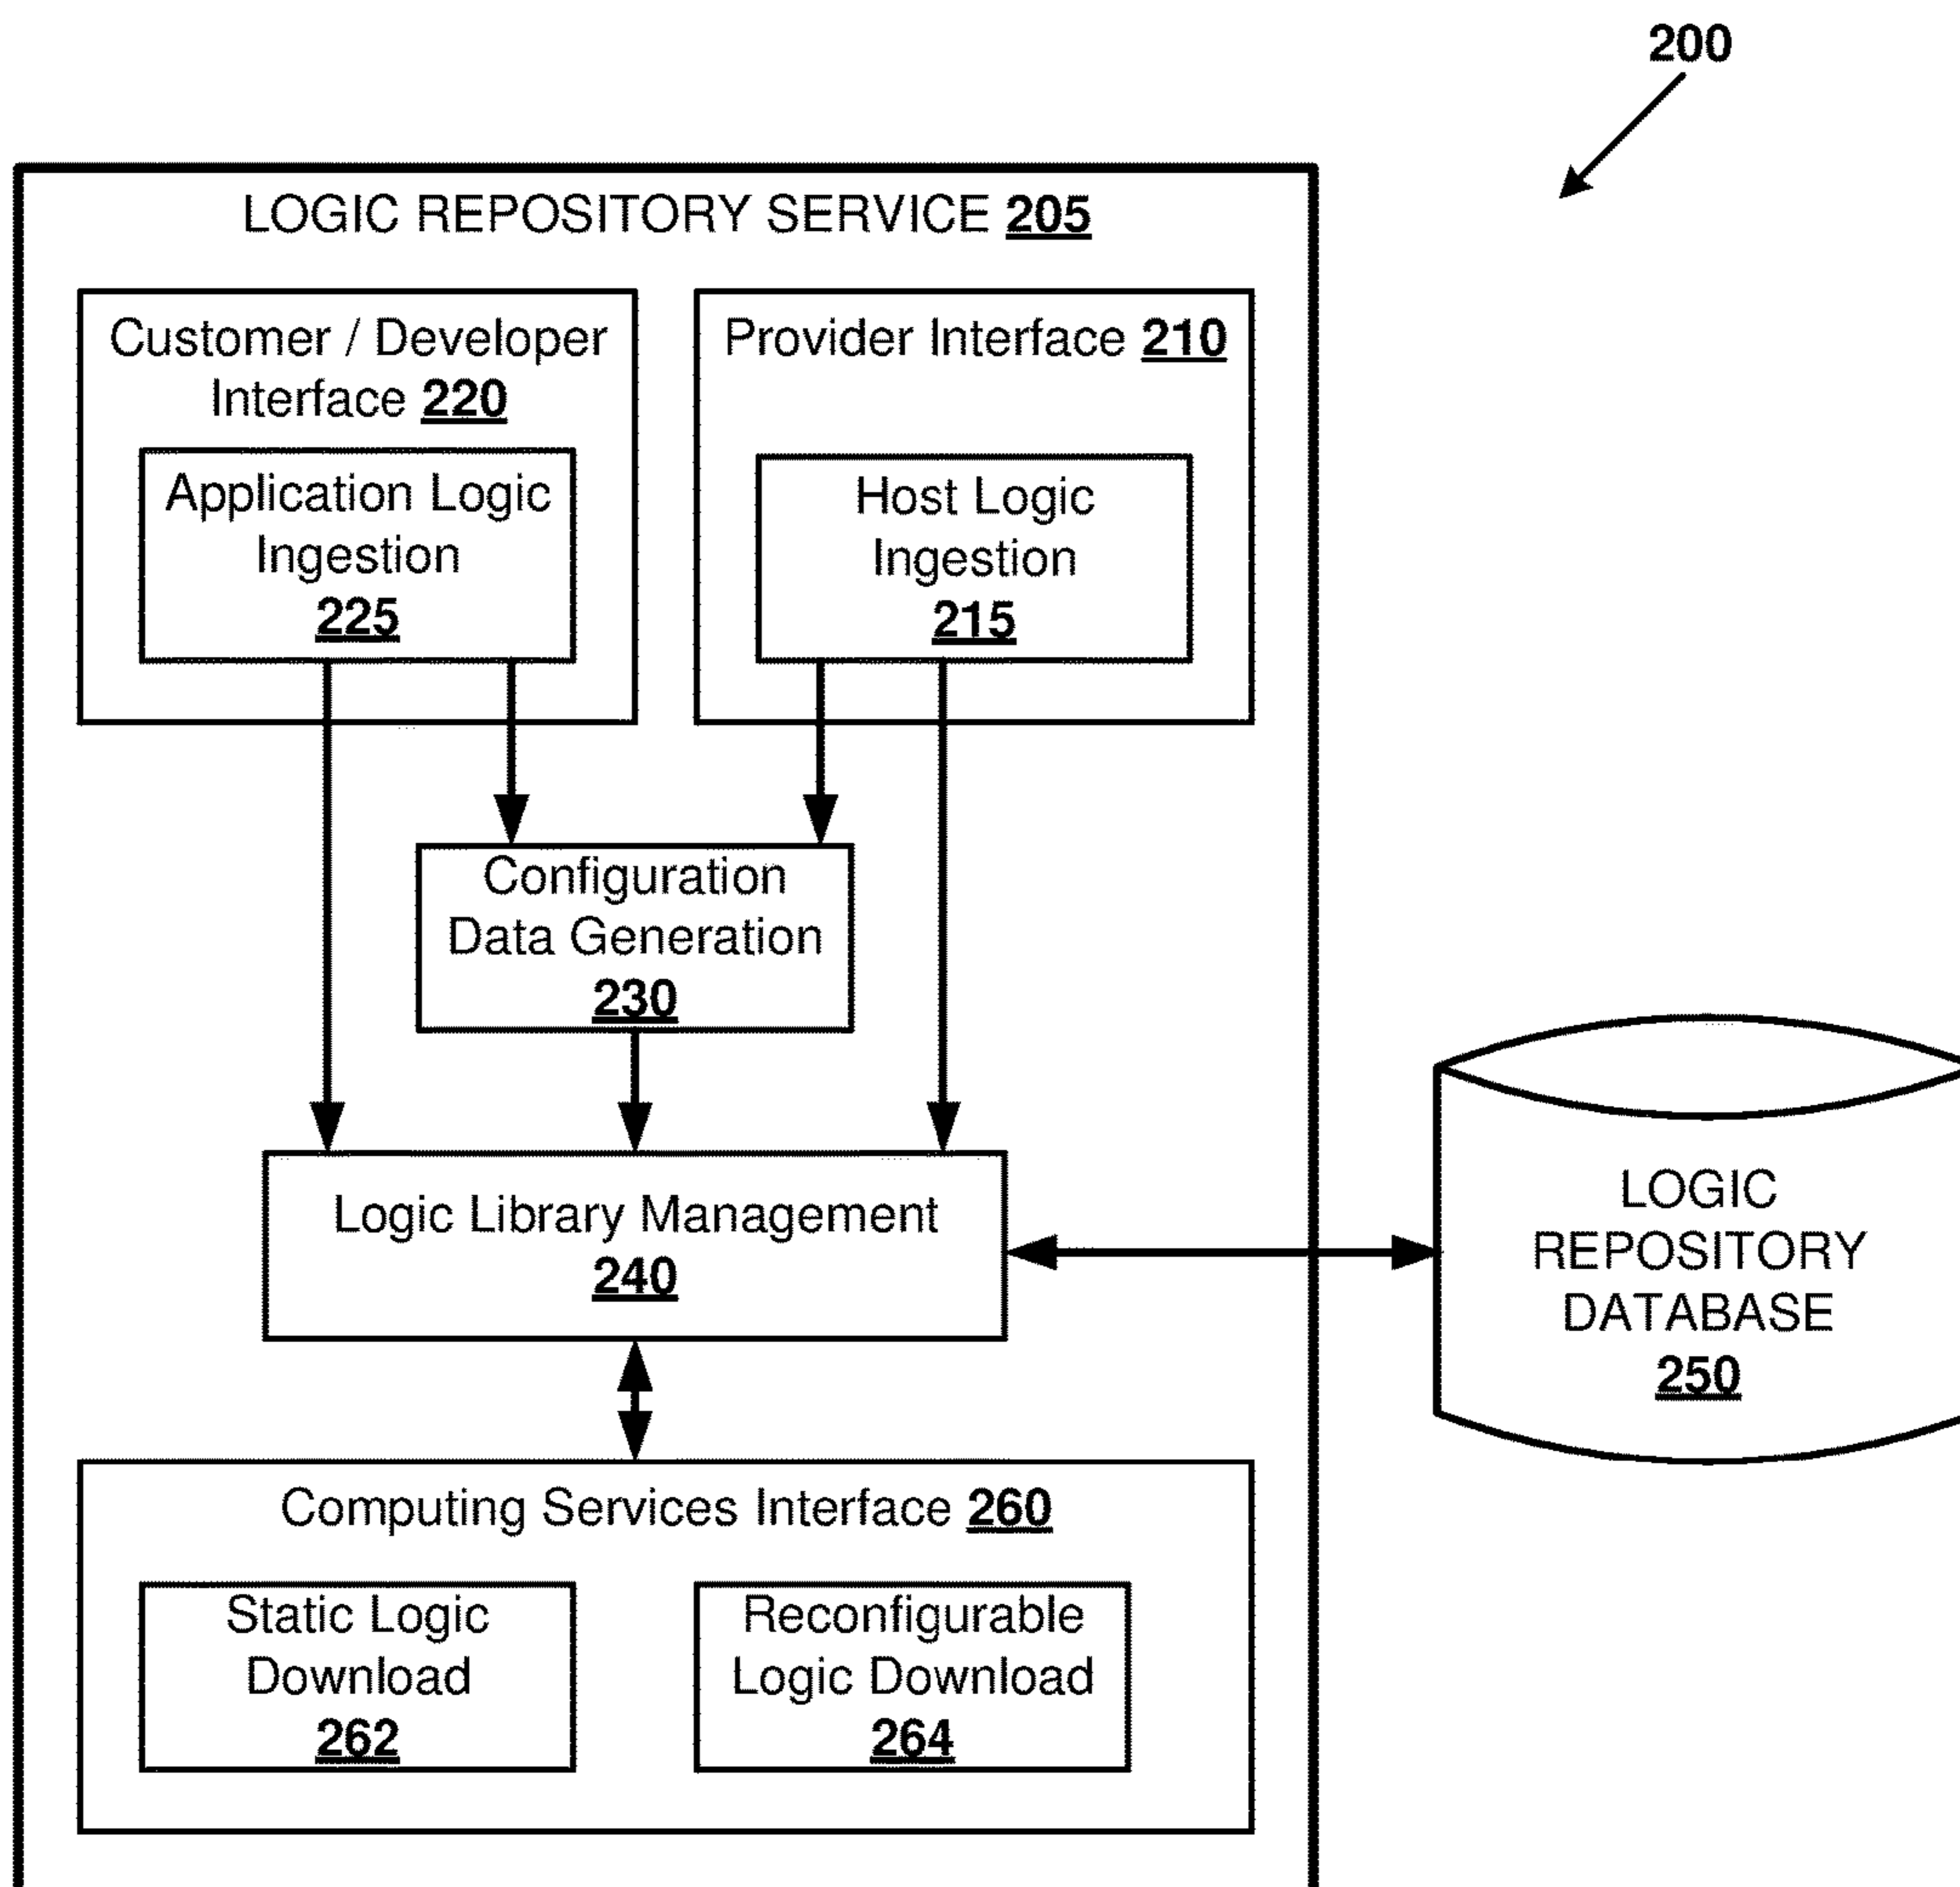 200
LOGIC REPOSITORY SERVICE 205
Customer / Developer
Interface 220
Application Logic
Ingestion
225
Provider Interface 210
Host Logic
Ingestion
215
Configuration
Data Generation
230
Logic Library Management
240
LOGIC
REPOSITORY
DATABASE
250
Computing Services Interface 260
Static Logic
Download
262
Reconfigurable
Logic Download
264